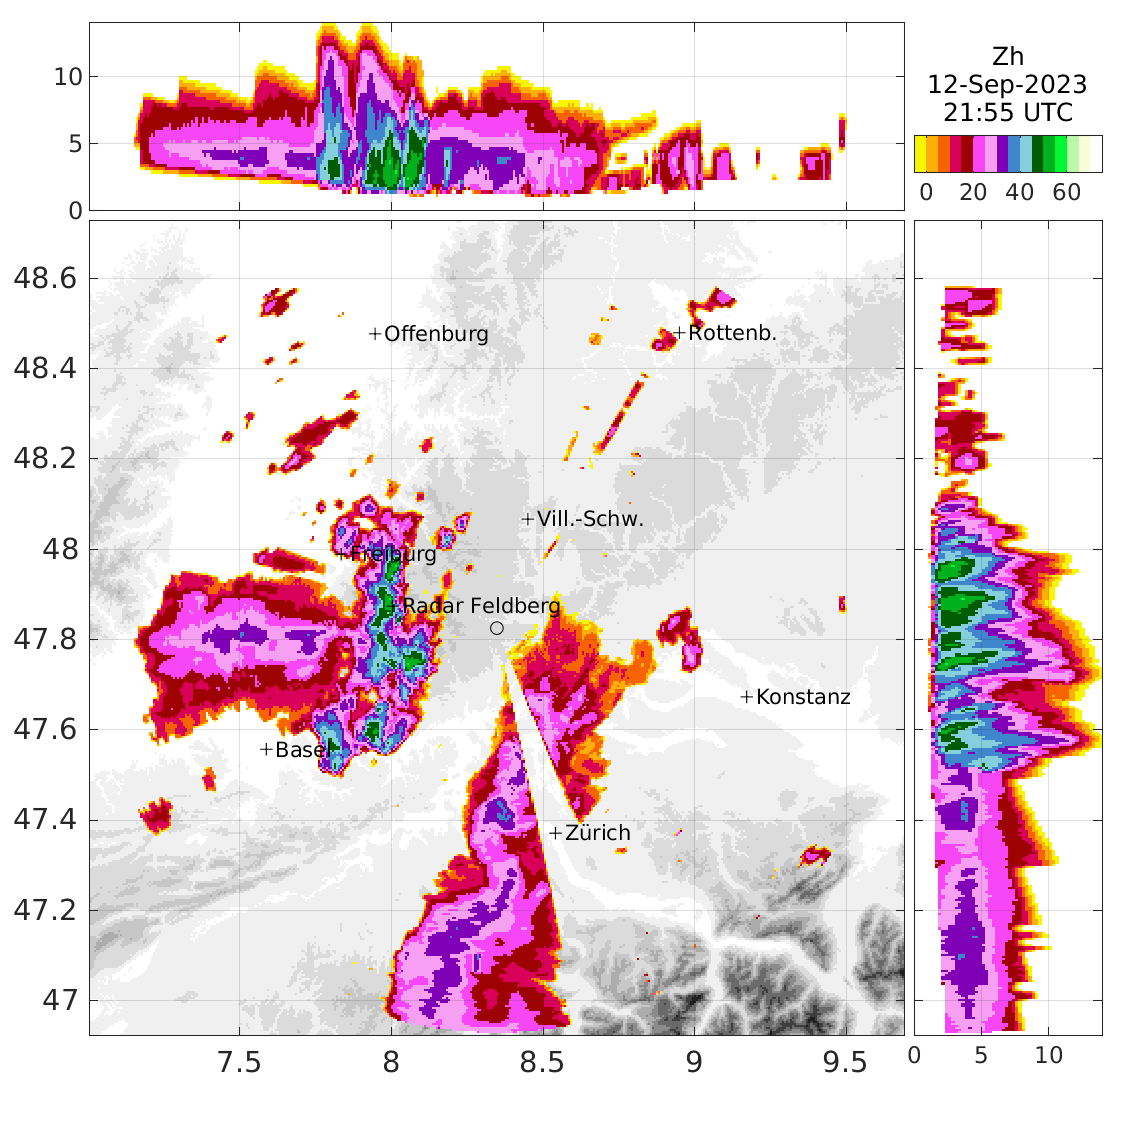 10
5
0
Zh
12-Sep-2023
21:55 UTC
0 20 40 60
48.6
48.4
48.2
48
47.8
47.6
47.4
47.2
47
+Offenburg
+Rottenb.
+Vill.-Schw.
+Freiburg
+Radar Feldberg
+Konstanz
+Basel
+Zürich
7.5 8 8.5 9 9.5
0 5 10